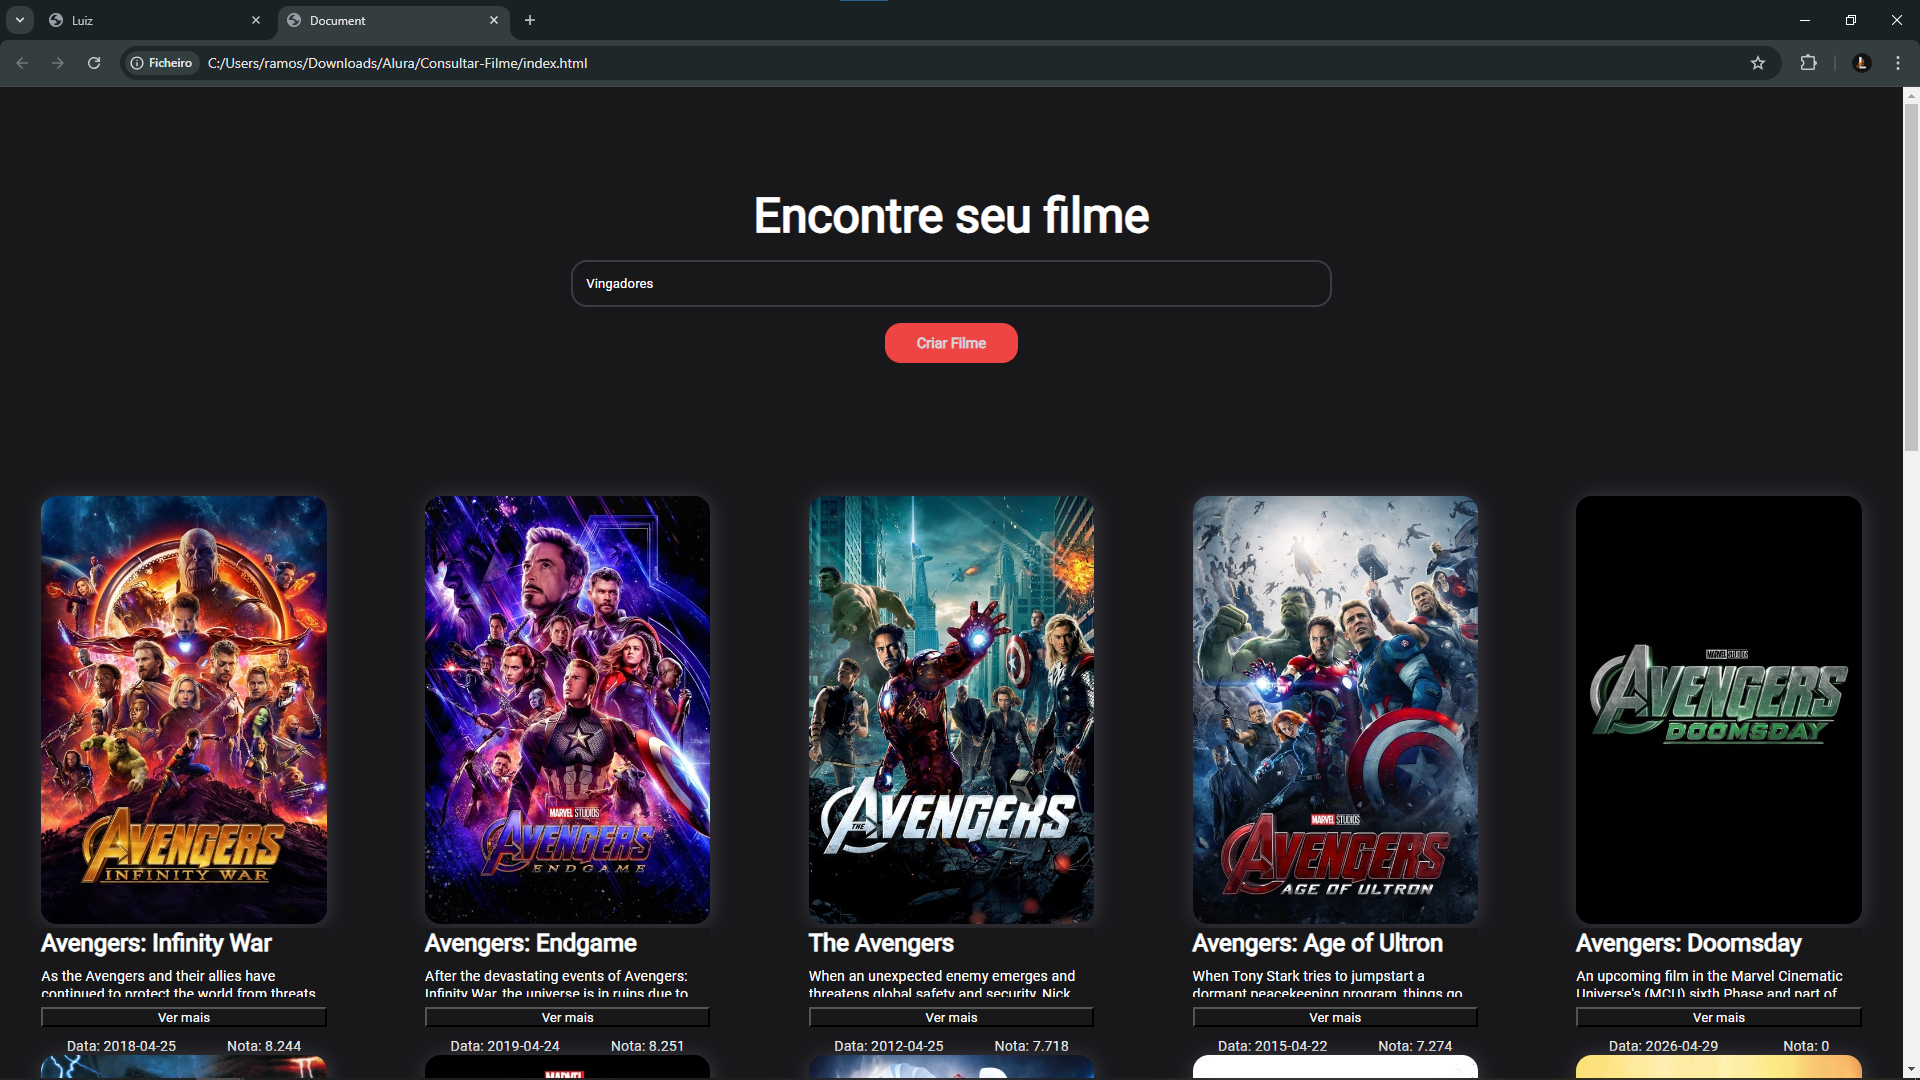 Luiz
Document
Ficheiro
C:/Users/ramos/Downloads/Alura/Consultar-Filme/index.html
Encontre seu filme
Vingadores
Criar Filme
AVENGERS
INFINITY WAR
MARVEL STUDIOS
AVENGERS
ENDGAME
THE AVENGERS
MARVEL STUDIOS
AVENGERS
AGE OF ULTRON
MARVEL STUDIOS
AVENGERS
DOOMSDAY
Avengers: Infinity War
As the Avengers and their allies have
continued to protect the world from threats
Ver mais
Data: 2018-04-25 Nota: 8.244
Avengers: Endgame
After the devastating events of Avengers:
Infinity War, the universe is in ruins due to
Ver mais
Data: 2019-04-24 Nota: 8.251
The Avengers
When an unexpected enemy emerges and
threatens global safety and security, Nick
Ver mais
Data: 2012-04-25 Nota: 7.718
Avengers: Age of Ultron
When Tony Stark tries to jumpstart a
dormant peacekeeping program, things go
Ver mais
Data: 2015-04-22 Nota: 7.274
Avengers: Doomsday
An upcoming film in the Marvel Cinematic
Universe's (MCU) sixth Phase and part of
Ver mais
Data: 2026-04-29 Nota: 0
MARVEL